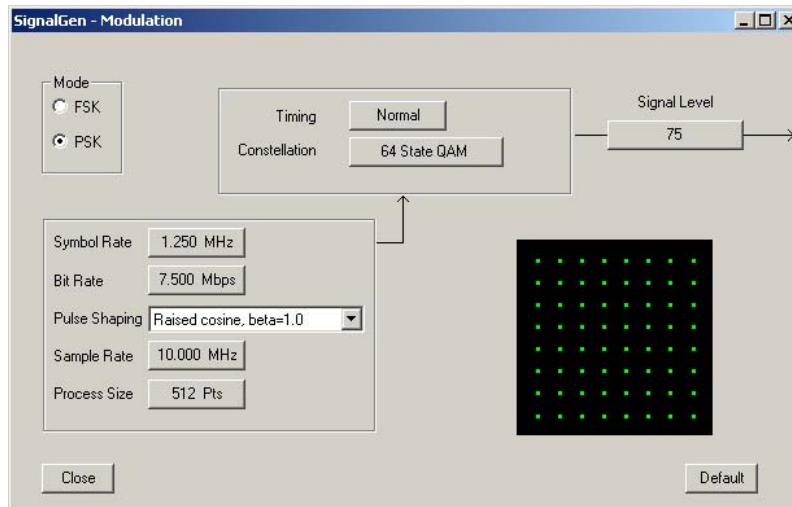 SignalGen - Modulation
Mode
FSK
PSK
Timing Normal
Constellation 64 State QAM
Signal Level
75
Symbol Rate 1.250 MHz
Bit Rate 7.500 Mbps
Pulse Shaping Raised cosine, beta=1.0
Sample Rate 10.000 MHz
Process Size 512 Pts
Close
Default